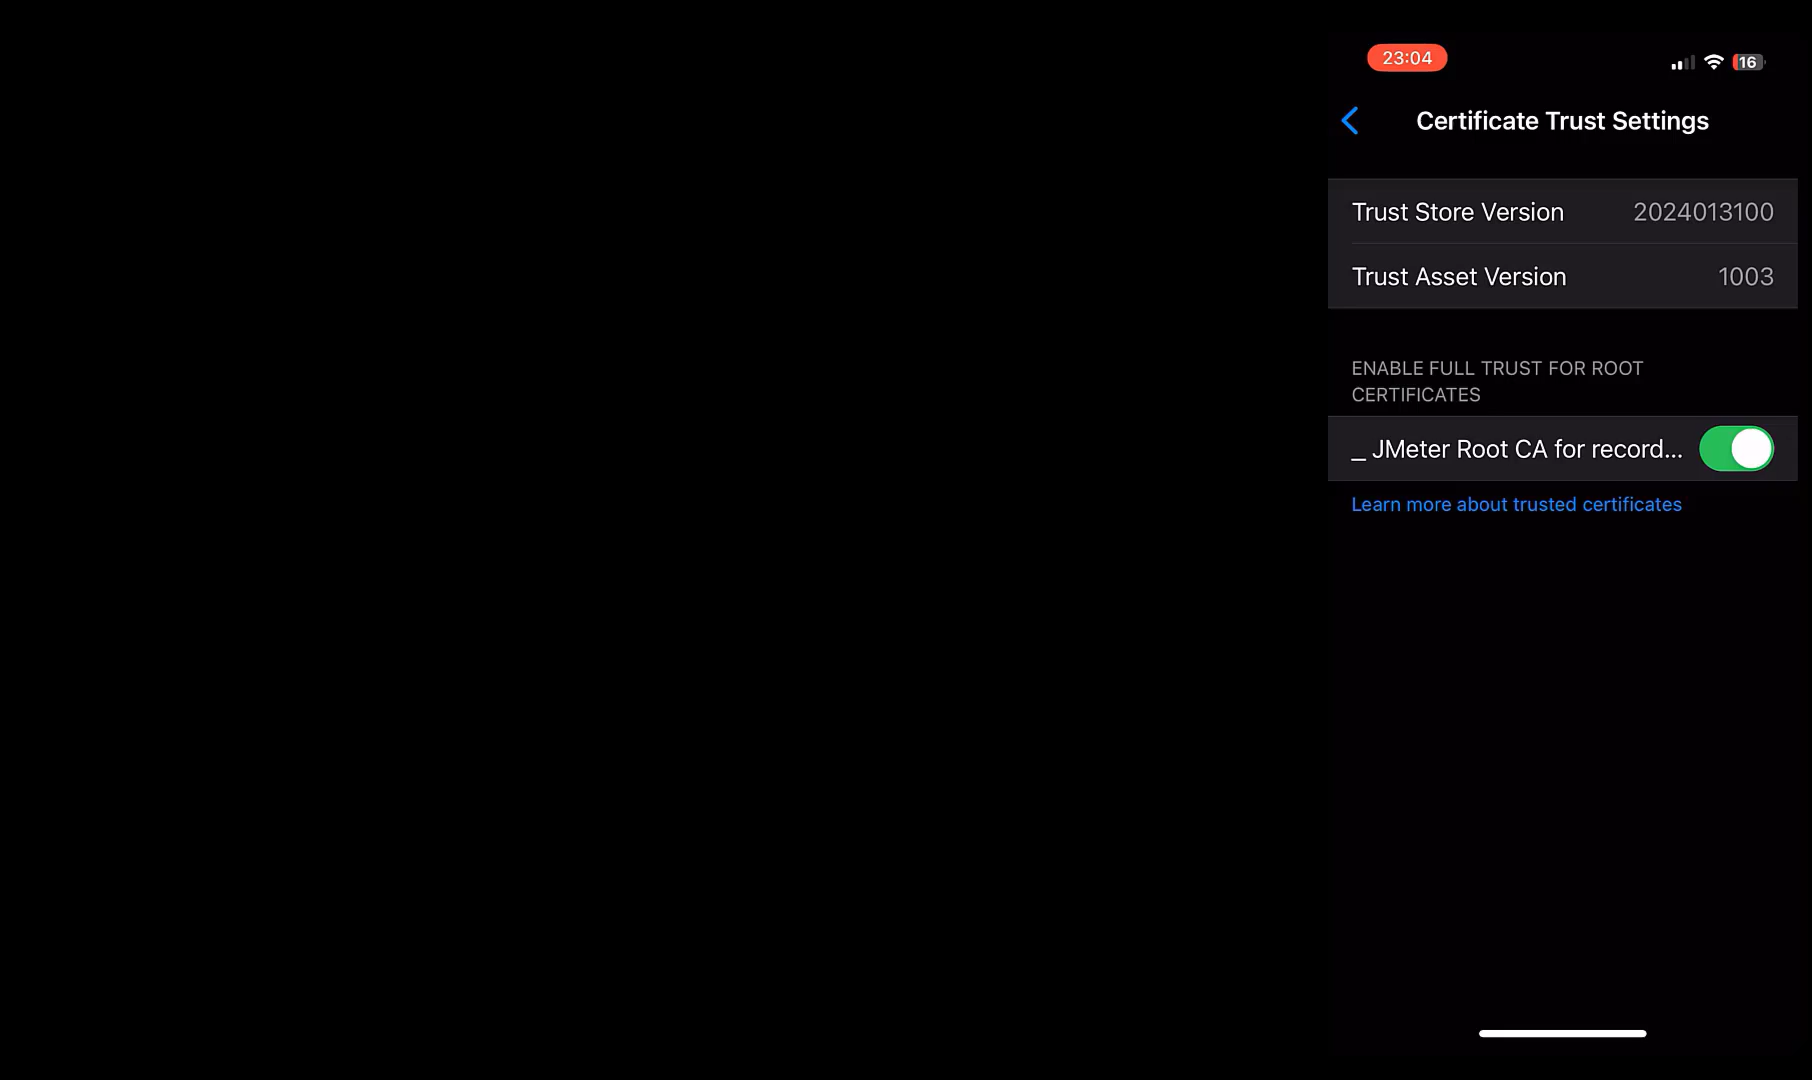 23:04
16
Certificate Trust Settings
Trust Store Version 2024013100
Trust Asset Version 1003
ENABLE FULL TRUST FOR ROOT
CERTIFICATES
_ JMeter Root CA for record...
Learn more about trusted certificates